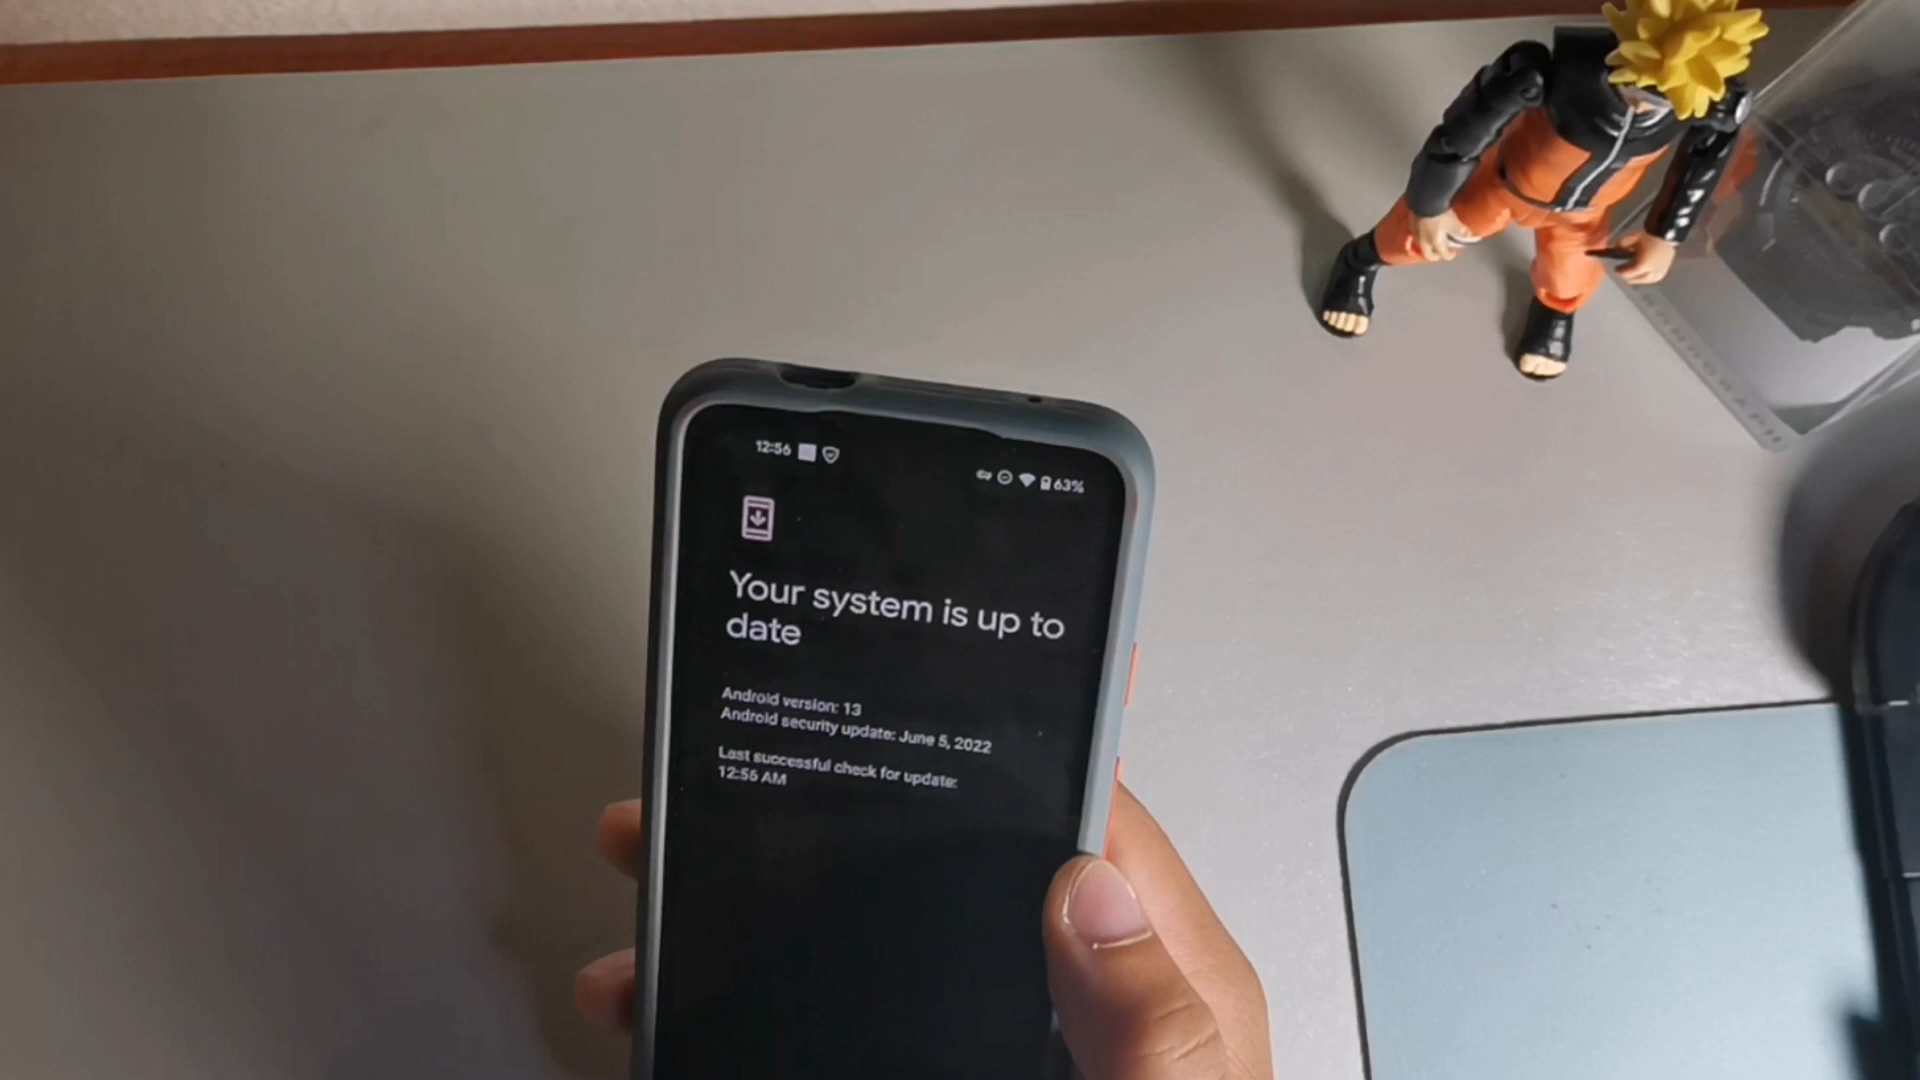 12:56
63%
Your system is up to
date
Android version: 13
Android security update: June 5, 2022
Last successful check for update:
12:56 AM